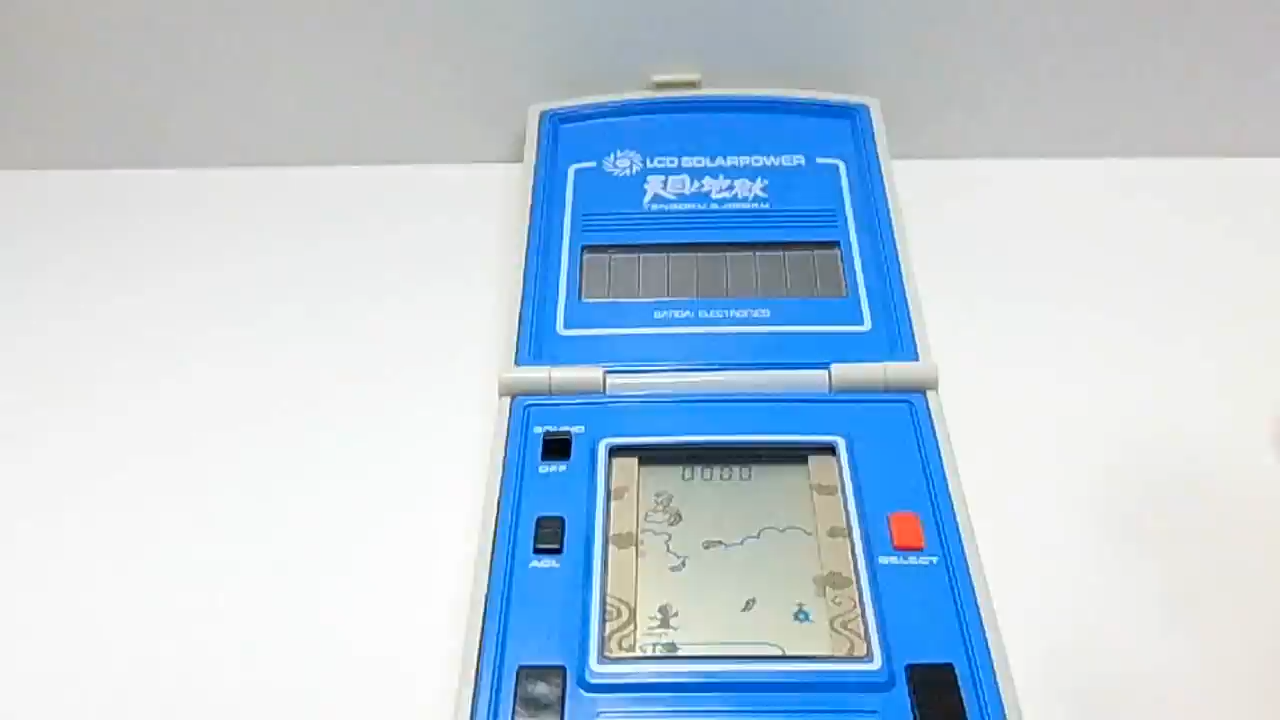 LCD SOLARPOWER
天国と地獄
TENGOKU & JIGOKU
BANDAI ELECTRONICS
SOUND
OFF
0000
ACL
SELECT